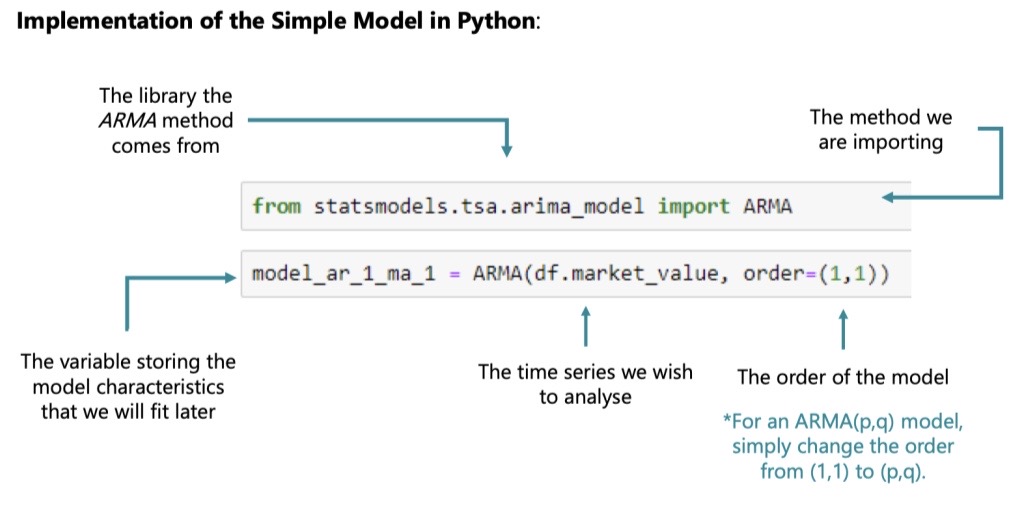 Implementation of the Simple Model in Python:
The library the
ARMA method
comes from
The method we
are importing
from statsmodels.tsa.arima_model import ARMA
model_ar_1_ma_1 = ARMA(df.market_value, order=(1,1))
The variable storing the
model characteristics
that we will fit later
The time series we wish
to analyse
The order of the model
*For an ARMA(p,q) model,
simply change the order
from (1,1) to (p,q).